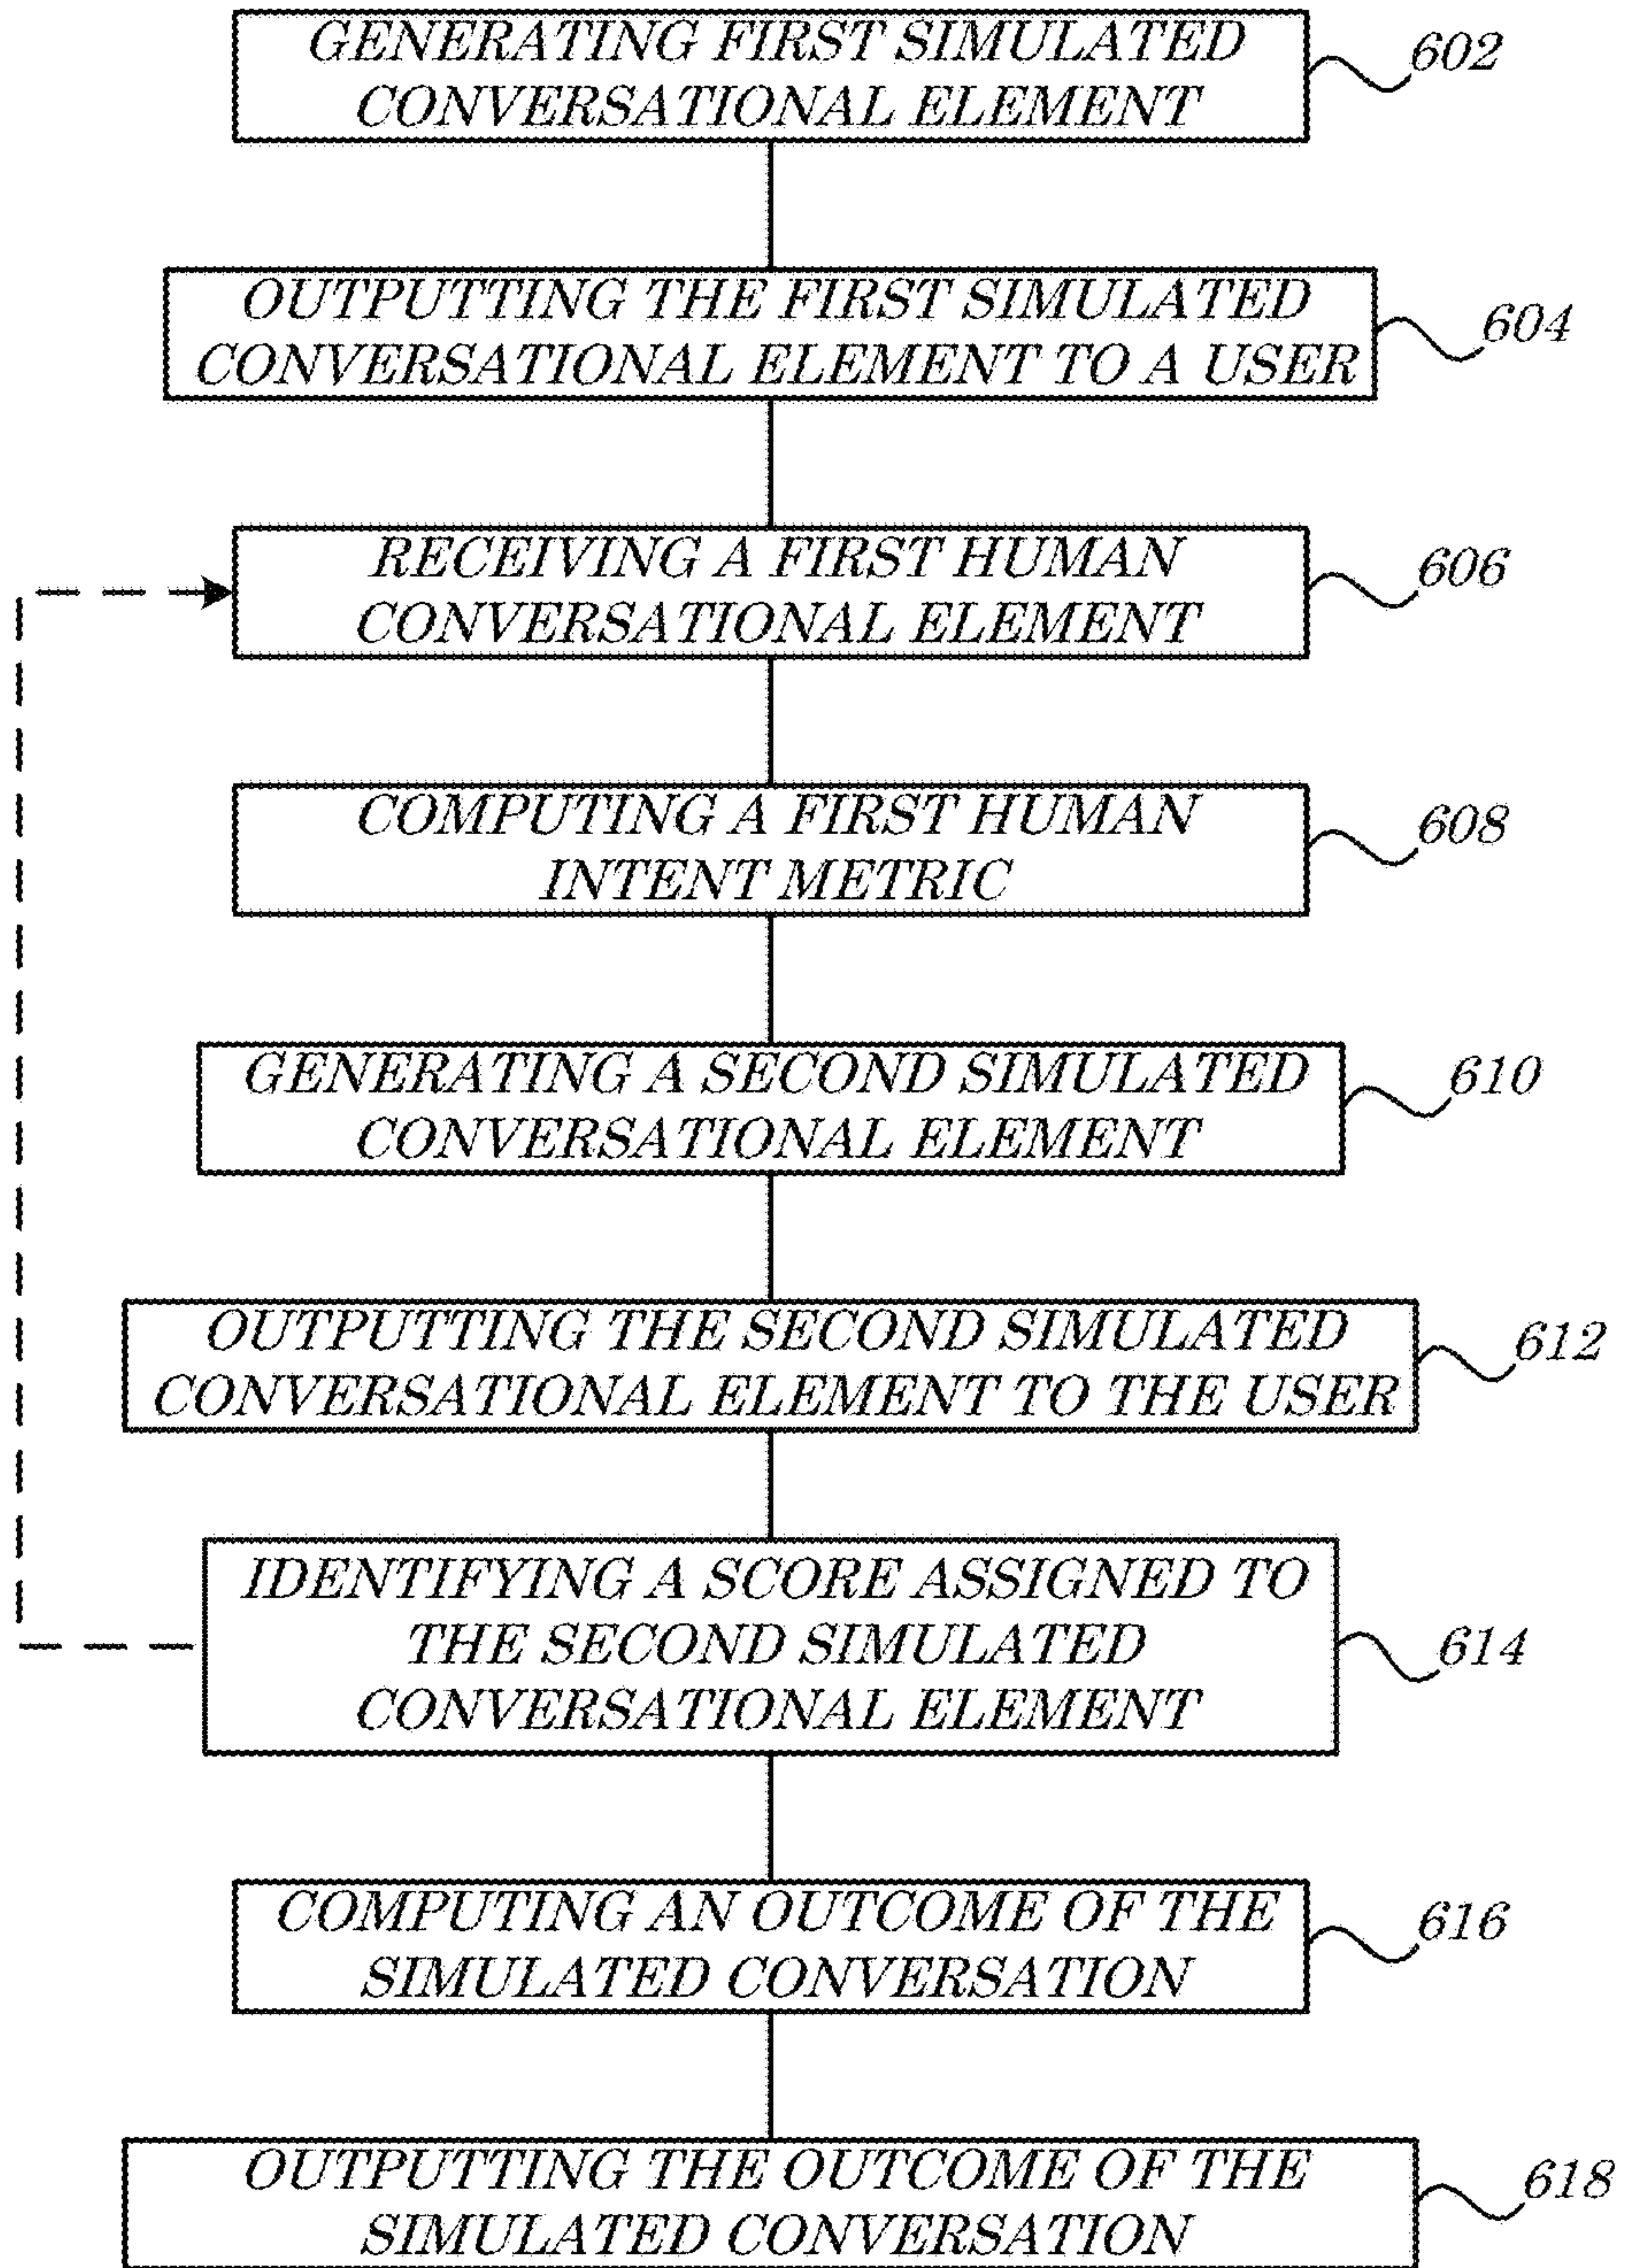 GENERATING FIRST SIMULATED
CONVERSATIONAL ELEMENT
602
OUTPUTTING THE FIRST SIMULATED
CONVERSATIONAL ELEMENT TO A USER
604
RECEIVING A FIRST HUMAN
CONVERSATIONAL ELEMENT
606
COMPUTING A FIRST HUMAN
INTENT METRIC
608
GENERATING A SECOND SIMULATED
CONVERSATIONAL ELEMENT
610
OUTPUTTING THE SECOND SIMULATED
CONVERSATIONAL ELEMENT TO THE USER
612
IDENTIFYING A SCORE ASSIGNED TO
THE SECOND SIMULATED
CONVERSATIONAL ELEMENT
614
COMPUTING AN OUTCOME OF THE
SIMULATED CONVERSATION
616
OUTPUTTING THE OUTCOME OF THE
SIMULATED CONVERSATION
618